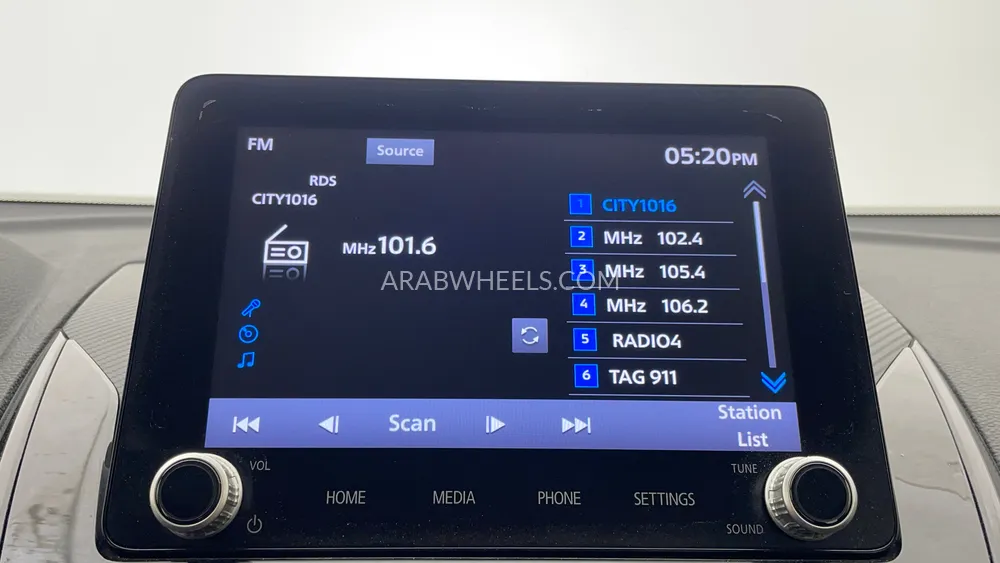 FM
Source
05:20PM
RDS
CITY1016
MHz 101.6
1 CITY1016
2 MHz 102.4
3 MHz 105.4
4 MHz 106.2
5 RADIO4
6 TAG 911
ARABWHEELS.COM
Scan
Station
List
VOL
TUNE
HOME
MEDIA
PHONE
SETTINGS
SOUND